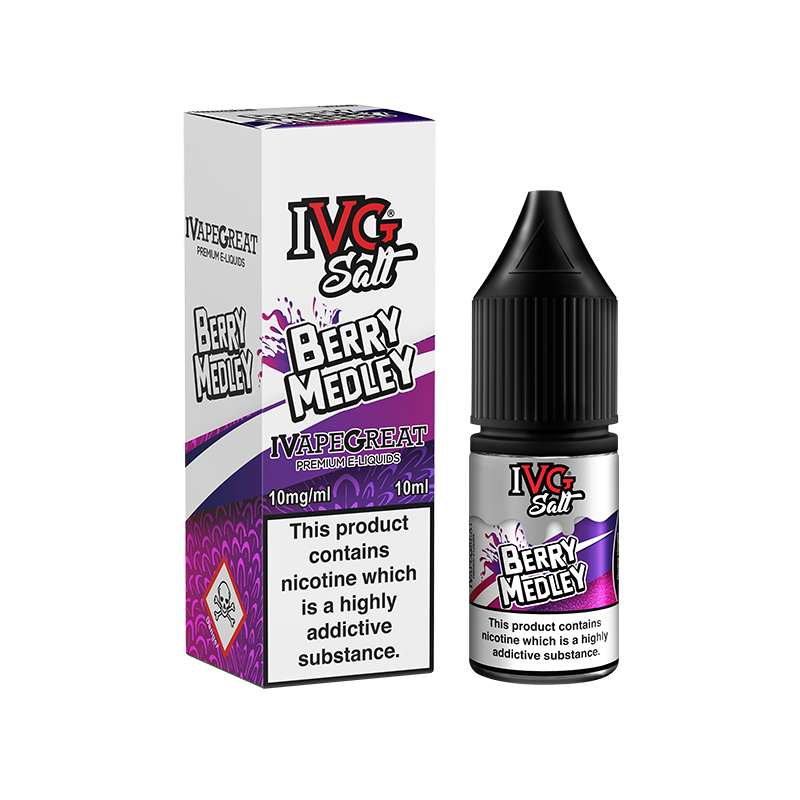 IVG®
Salt
BERRY
MEDLEY
IVAPEGREAT
PREMIUM E-LIQUIDS
10mg/ml 10ml
This product
contains
nicotine which
is a highly
addictive
substance.
IVAPEGREAT
PREMIUM E-LIQUIDS
BERRY
MEDLEY
IVG
Salt
BERRY
MEDLEY
This product contains
nicotine which is a highly
addictive substance.